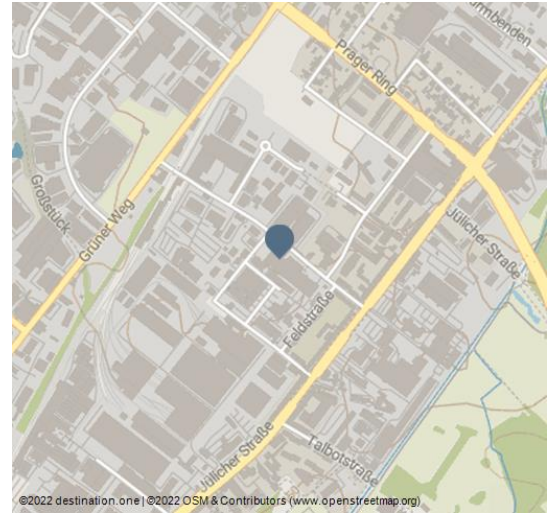 Prager Ring
Großstück
Grüner Weg
Jülicher Straße
Feldstraße
Jülicher Straße
Talbotstraße
©2022 destination.one | ©2022 OSM & Contributors (www.openstreetmap.org)